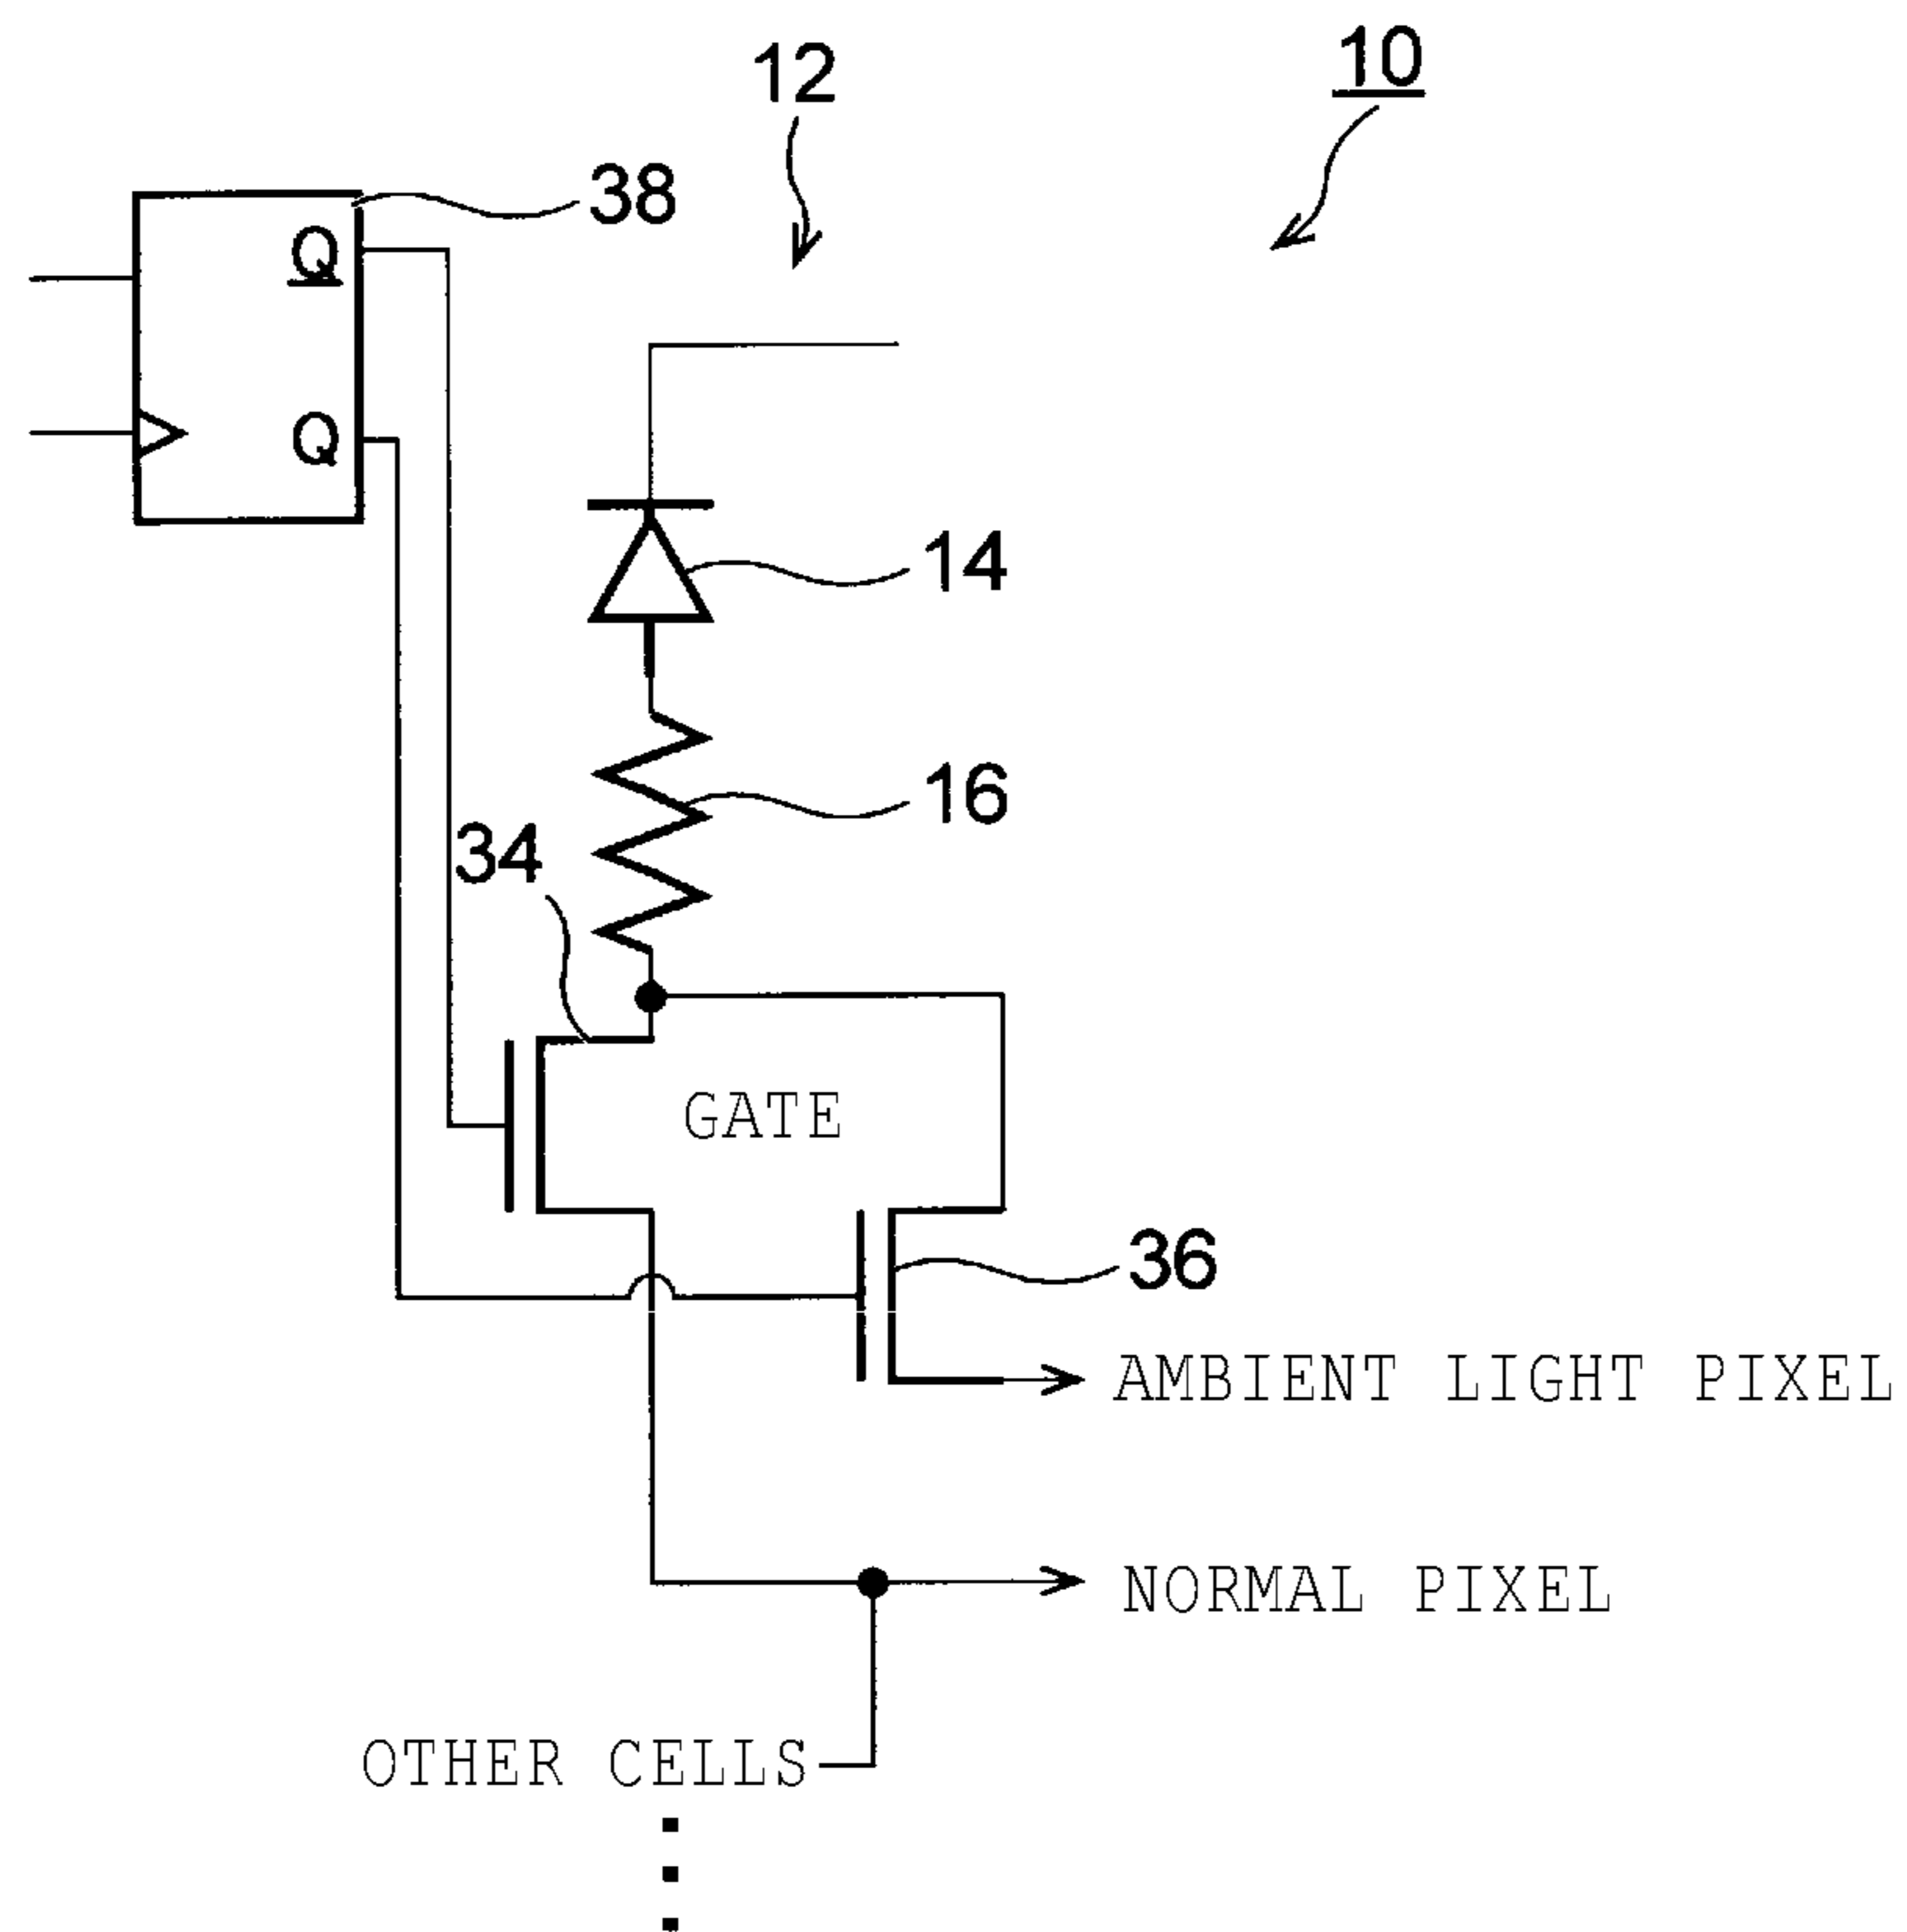 12
10
38
Q
Q
14
16
34
GATE
36
AMBIENT LIGHT PIXEL
NORMAL PIXEL
OTHER CELLS